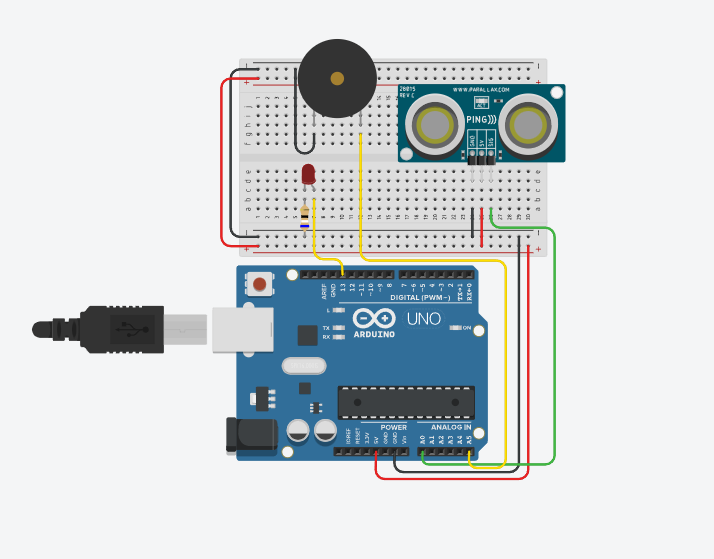 28015
REV C
WWW.PARALLAX.COM
PING)))
GND
5V
SIG
AREF
GND
13
12
~11
~10
~9
8
7
~6
~5
4
~3
2
TX→1
RX←0
DIGITAL (PWM~)
L
TX
RX
ARDUINO
UNO
ON
POWER
ANALOG IN
IOREF
RESET
3.3V
5V
GND
GND
Vin
A0
A1
A2
A3
A4
A5